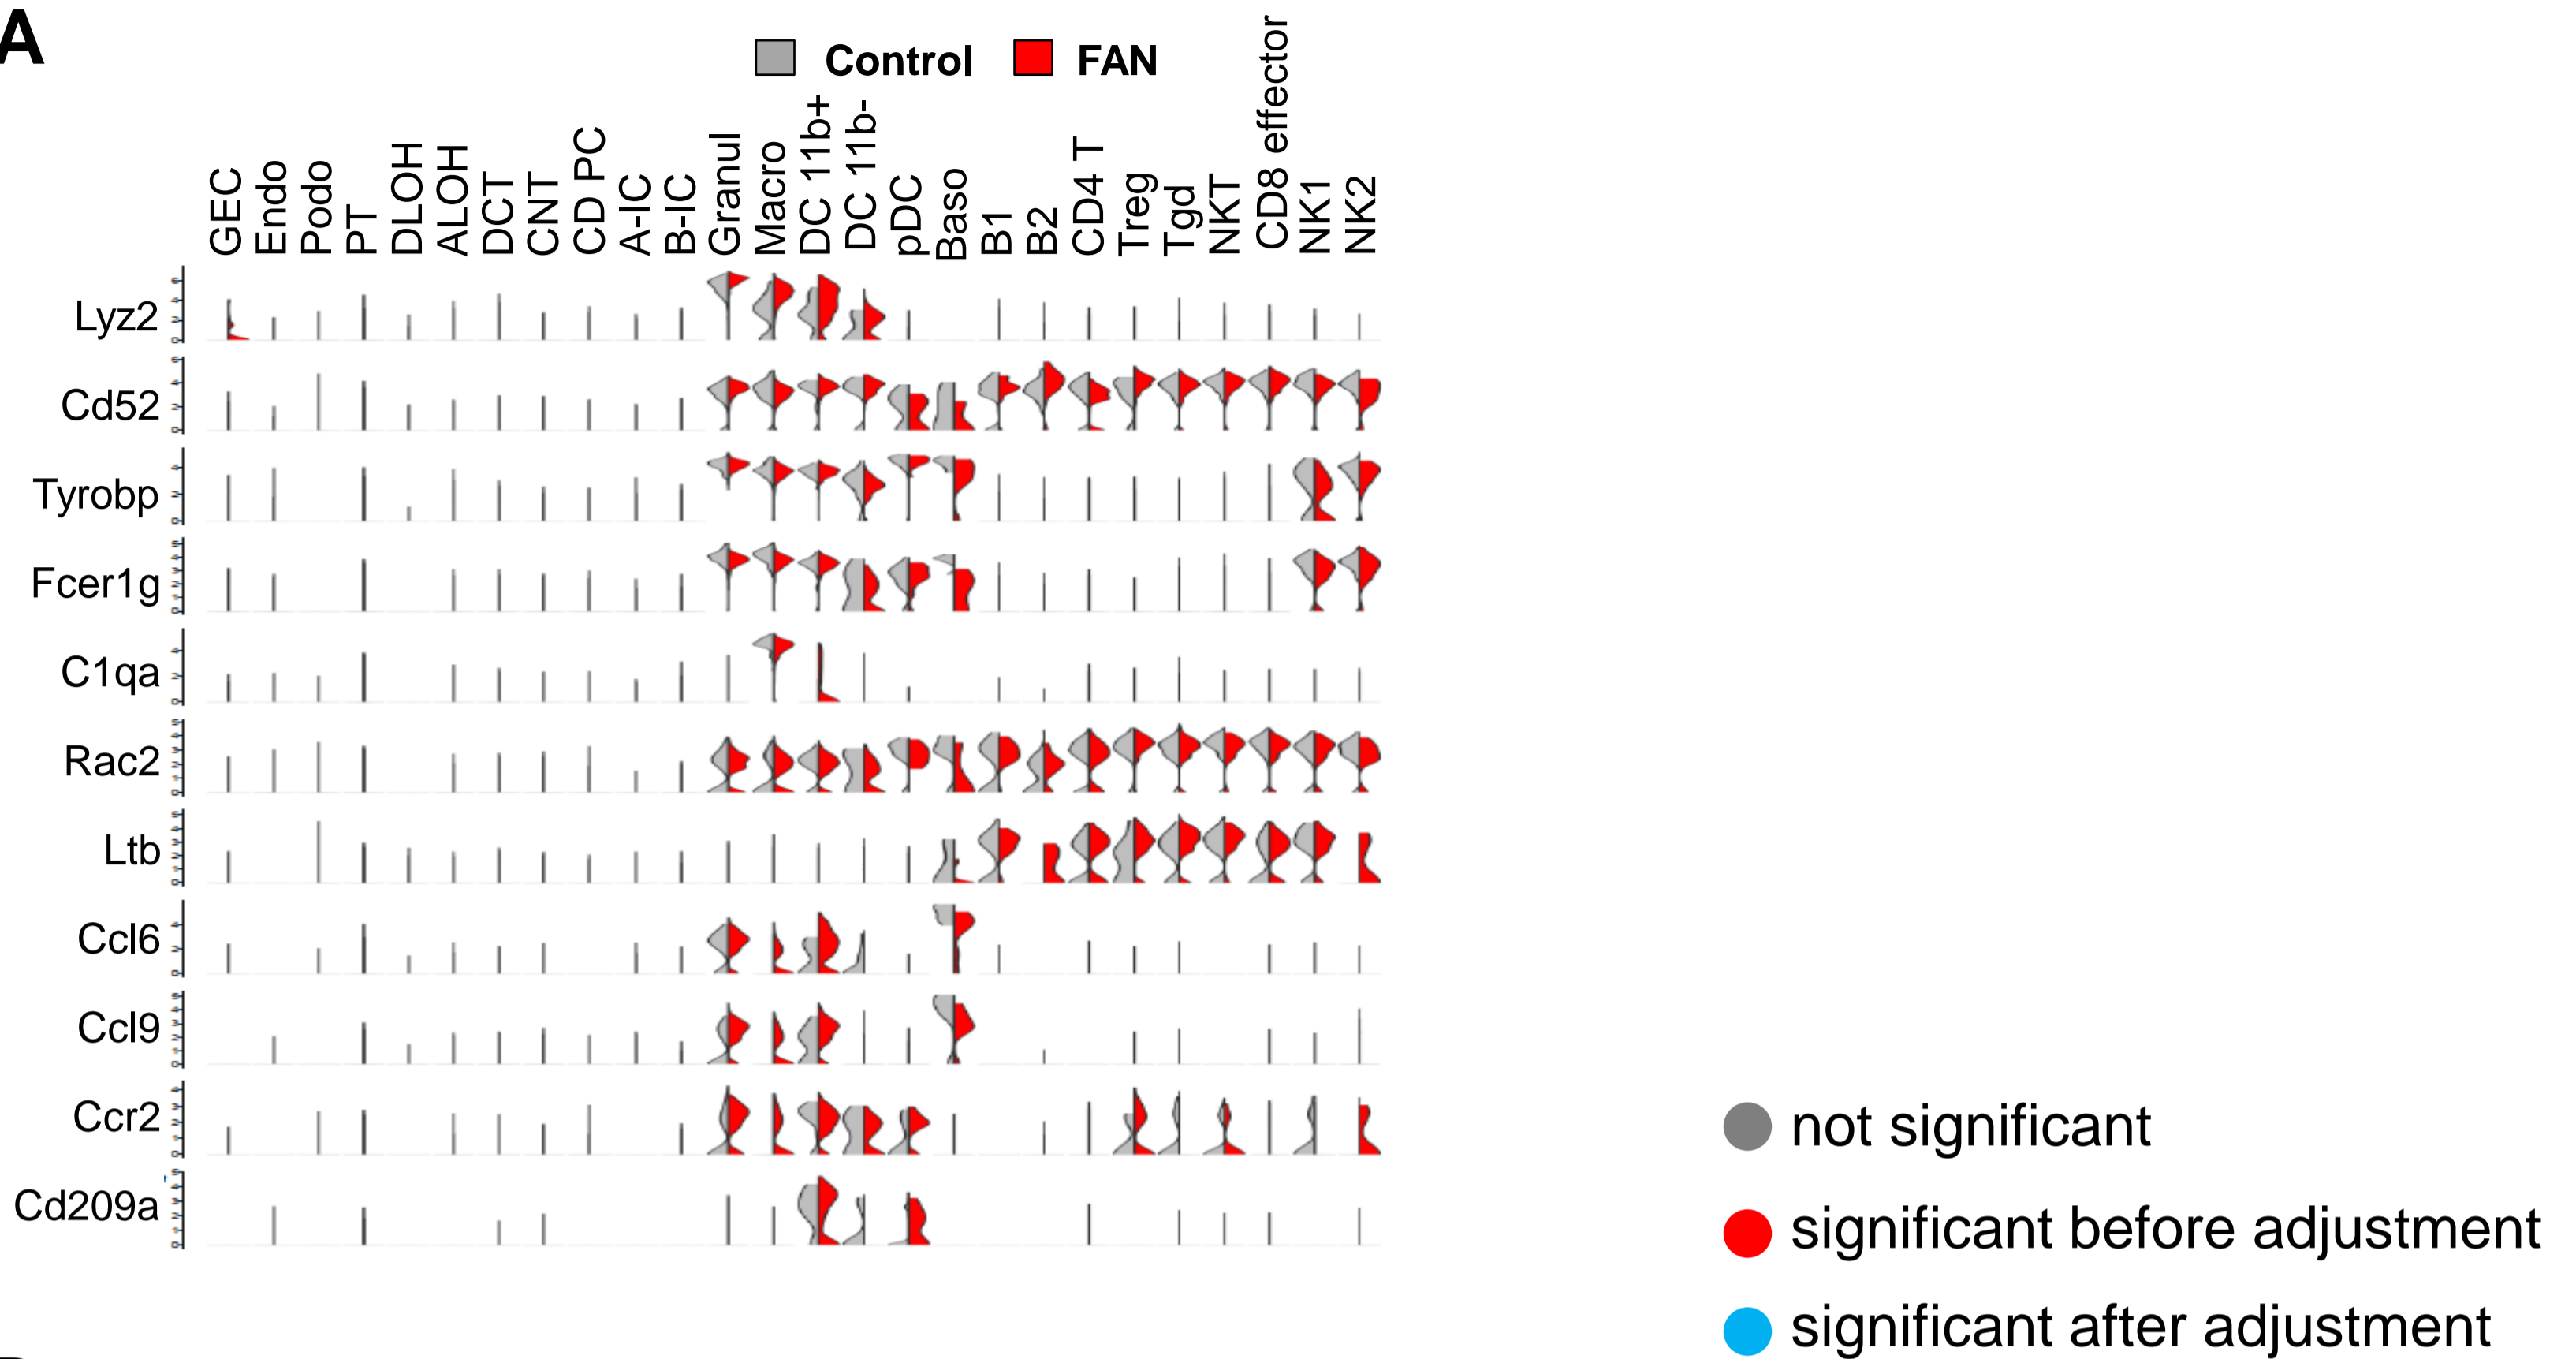 A
Control FAN
GEC Endo Podo PT DLOH ALOH DCT CNT CD PC A-IC B-IC Granul Macro DC 11b+ DC 11b- pDC Baso B1 B2 CD4 T Treg Tgd NKT CD8 effector NK1 NK2
Lyz2
Cd52
Tyrobp
Fcer1g
C1qa
Rac2
Ltb
Ccl6
Ccl9
Ccr2
Cd209a
not significant
significant before adjustment
significant after adjustment